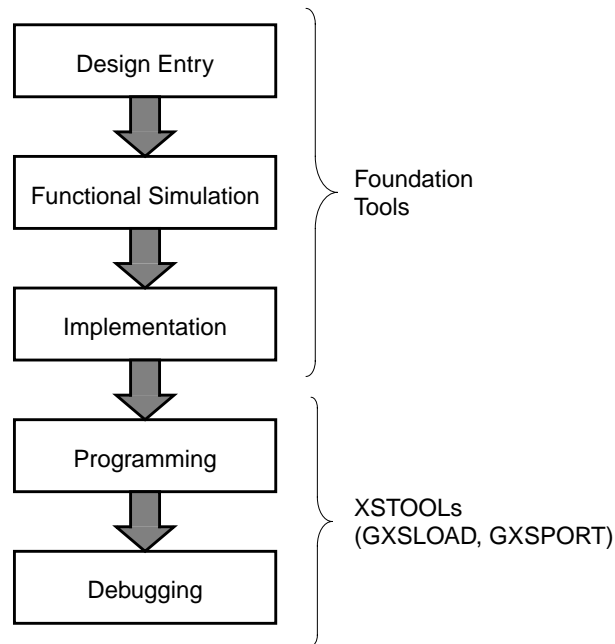 Design Entry
Functional Simulation
Foundation
Tools
Implementation
Programming
XSTOOLs
(GXSLOAD, GXSPORT)
Debugging